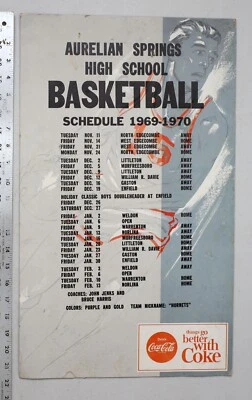 AURELIAN SPRINGS
HIGH SCHOOL
BASKETBALL
SCHEDULE 1969-1970
TUESDAY NOV. 11 NORTH EDGECOMBE AWAY
FRIDAY NOV. 14 WEST EDGECOMBE HOME
FRIDAY NOV. 21 WEST EDGECOMBE AWAY
MONDAY NOV. NORTH EDGECOMBE HOME
TUESDAY DEC. 2 LITTLETON AWAY
FRIDAY DEC. 5 MURFREESBORO AWAY
TUESDAY DEC. LITTLETON HOME
FRIDAY DEC. 12 WILLIAM R. DAVIE HOME
TUESDAY DEC. 16 GASTON AWAY
FRIDAY DEC. 19 ENFIELD HOME
HOLIDAY CLASSIC BOYS DOUBLEHEADER AT ENFIELD
FRIDAY DEC. 26
SATURDAY DEC. 27
FRIDAY JAN. 2 WELDON HOME
TUESDAY JAN. 6 OPEN
FRIDAY JAN. 9 WARRENTON AWAY
TUESDAY JAN. 13 NORLINA HOME
FRIDAY JAN. 16 MURFREESBORO HOME
TUESDAY JAN. 20 LITTLETON HOME
FRIDAY JAN. 23 WILLIAM R. DAVIE AWAY
TUESDAY JAN. 27 GASTON HOME
FRIDAY JAN. 30 ENFIELD AWAY
TUESDAY FEB. 3 WELDON AWAY
FRIDAY FEB. 6 OPEN
TUESDAY FEB. 10 WARRENTON HOME
FRIDAY FEB. 13 NORLINA HOME
COACHES: JOHN JENKS AND
BRUCE HARRIS
COLORS: PURPLE AND GOLD TEAM NICKNAME: "HORNETS"
Drink
Coca-Cola
things go
better
with
Coke